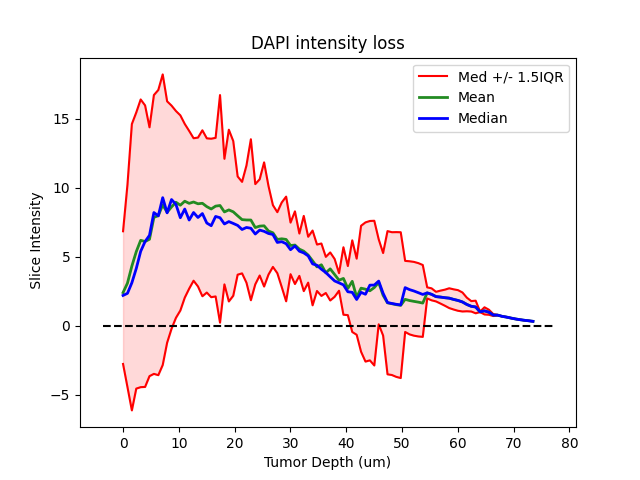 DAPI intensity loss
Med +/- 1.5IQR
Mean
Median
Slice Intensity
15
10
5
0
−5
0 10 20 30 40 50 60 70 80
Tumor Depth (um)